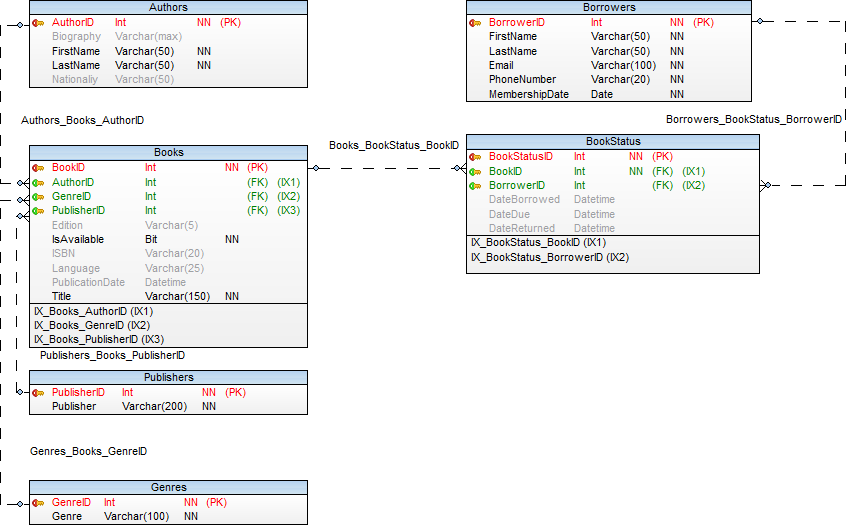 Authors
AuthorID Int NN (PK)
Biography Varchar(max)
FirstName Varchar(50) NN
LastName Varchar(50) NN
Nationaliy Varchar(50)
Borrowers
BorrowerID Int NN (PK)
FirstName Varchar(50) NN
LastName Varchar(50) NN
Email Varchar(100) NN
PhoneNumber Varchar(20) NN
MembershipDate Date NN
Authors_Books_AuthorID
Borrowers_BookStatus_BorrowerID
Books_BookStatus_BookID
Books
BookID Int NN (PK)
AuthorID Int (FK) (IX1)
GenreID Int (FK) (IX2)
PublisherID Int (FK) (IX3)
Edition Varchar(5)
IsAvailable Bit NN
ISBN Varchar(20)
Language Varchar(25)
PublicationDate Datetime
Title Varchar(150) NN
IX_Books_AuthorID (IX1)
IX_Books_GenreID (IX2)
IX_Books_PublisherID (IX3)
BookStatus
BookStatusID Int NN (PK)
BookID Int NN (FK) (IX1)
BorrowerID Int (FK) (IX2)
DateBorrowed Datetime
DateDue Datetime
DateReturned Datetime
IX_BookStatus_BookID (IX1)
IX_BookStatus_BorrowerID (IX2)
Publishers_Books_PublisherID
Publishers
PublisherID Int NN (PK)
Publisher Varchar(200) NN
Genres_Books_GenreID
Genres
GenreID Int NN (PK)
Genre Varchar(100) NN